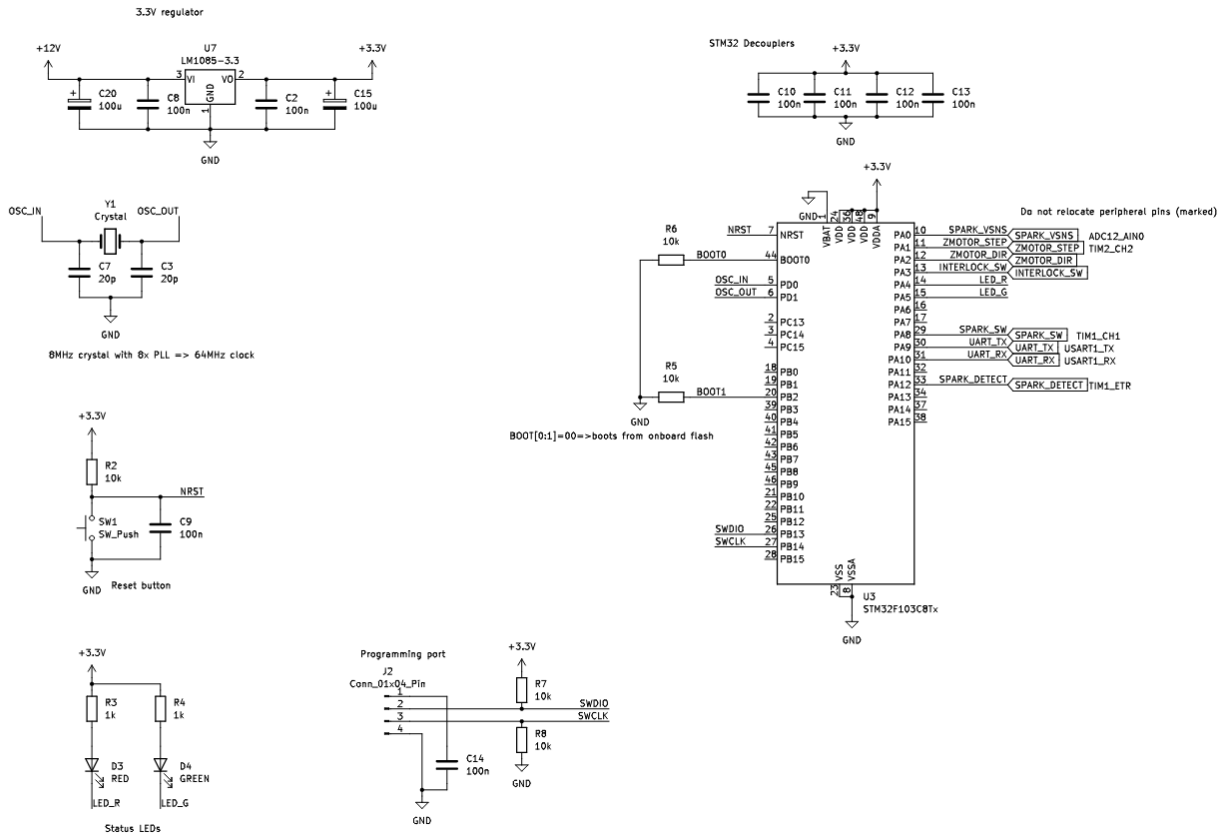 3.3V regulator
+12V
U7
LM1085-3.3
+3.3V
3 VI
VO 2
GND
1
C20
100u
C8
100n
C2
100n
C15
100u
GND
STM32 Decouplers
+3.3V
C10
100n
C11
100n
C12
100n
C13
100n
GND
OSC_IN
Y1
Crystal
OSC_OUT
C7
20p
C3
20p
GND
8MHz crystal with 8x PLL => 64MHz clock
+3.3V
R2
10k
NRST
SW1
SW_Push
C9
100n
GND
Reset button
+3.3V
R3
1k
R4
1k
D3
RED
D4
GREEN
LED_R
LED_G
Status LEDs
Programming port
J2
Conn_01x04_Pin
1
2
3
4
+3.3V
R7
10k
SWDIO
SWCLK
R8
10k
C14
100n
GND
GND
+3.3V
Do not relocate peripheral pins (marked)
GND
1 VBAT
24 VDD
36 VDD
48 VDD
9 VDDA
NRST 7 NRST
R6
10k
BOOT0 44 BOOT0
OSC_IN 5 PD0
OSC_OUT 6 PD1
2 PC13
3 PC14
4 PC15
18 PB0
19 PB1
R5
10k
BOOT1 20 PB2
GND
BOOT[0:1]=00=>boots from onboard flash
39 PB3
40 PB4
41 PB5
42 PB6
43 PB7
45 PB8
46 PB9
21 PB10
22 PB11
25 PB12
SWDIO 26 PB13
SWCLK 27 PB14
28 PB15
PA0 10 SPARK_VSNS SPARK_VSNS ADC12_AIN0
PA1 11 ZMOTOR_STEP ZMOTOR_STEP TIM2_CH2
PA2 12 ZMOTOR_DIR ZMOTOR_DIR
PA3 13 INTERLOCK_SW INTERLOCK_SW
PA4 14 LED_R
PA5 15 LED_G
PA6 16
PA7 17
PA8 29 SPARK_SW SPARK_SW TIM1_CH1
PA9 30 UART_TX UART_TX USART1_TX
PA10 31 UART_RX UART_RX USART1_RX
PA11 32
PA12 33 SPARK_DETECT SPARK_DETECT TIM1_ETR
PA13 34
PA14 37
PA15 38
23 VSS
8 VSSA
U3
STM32F103C8Tx
GND